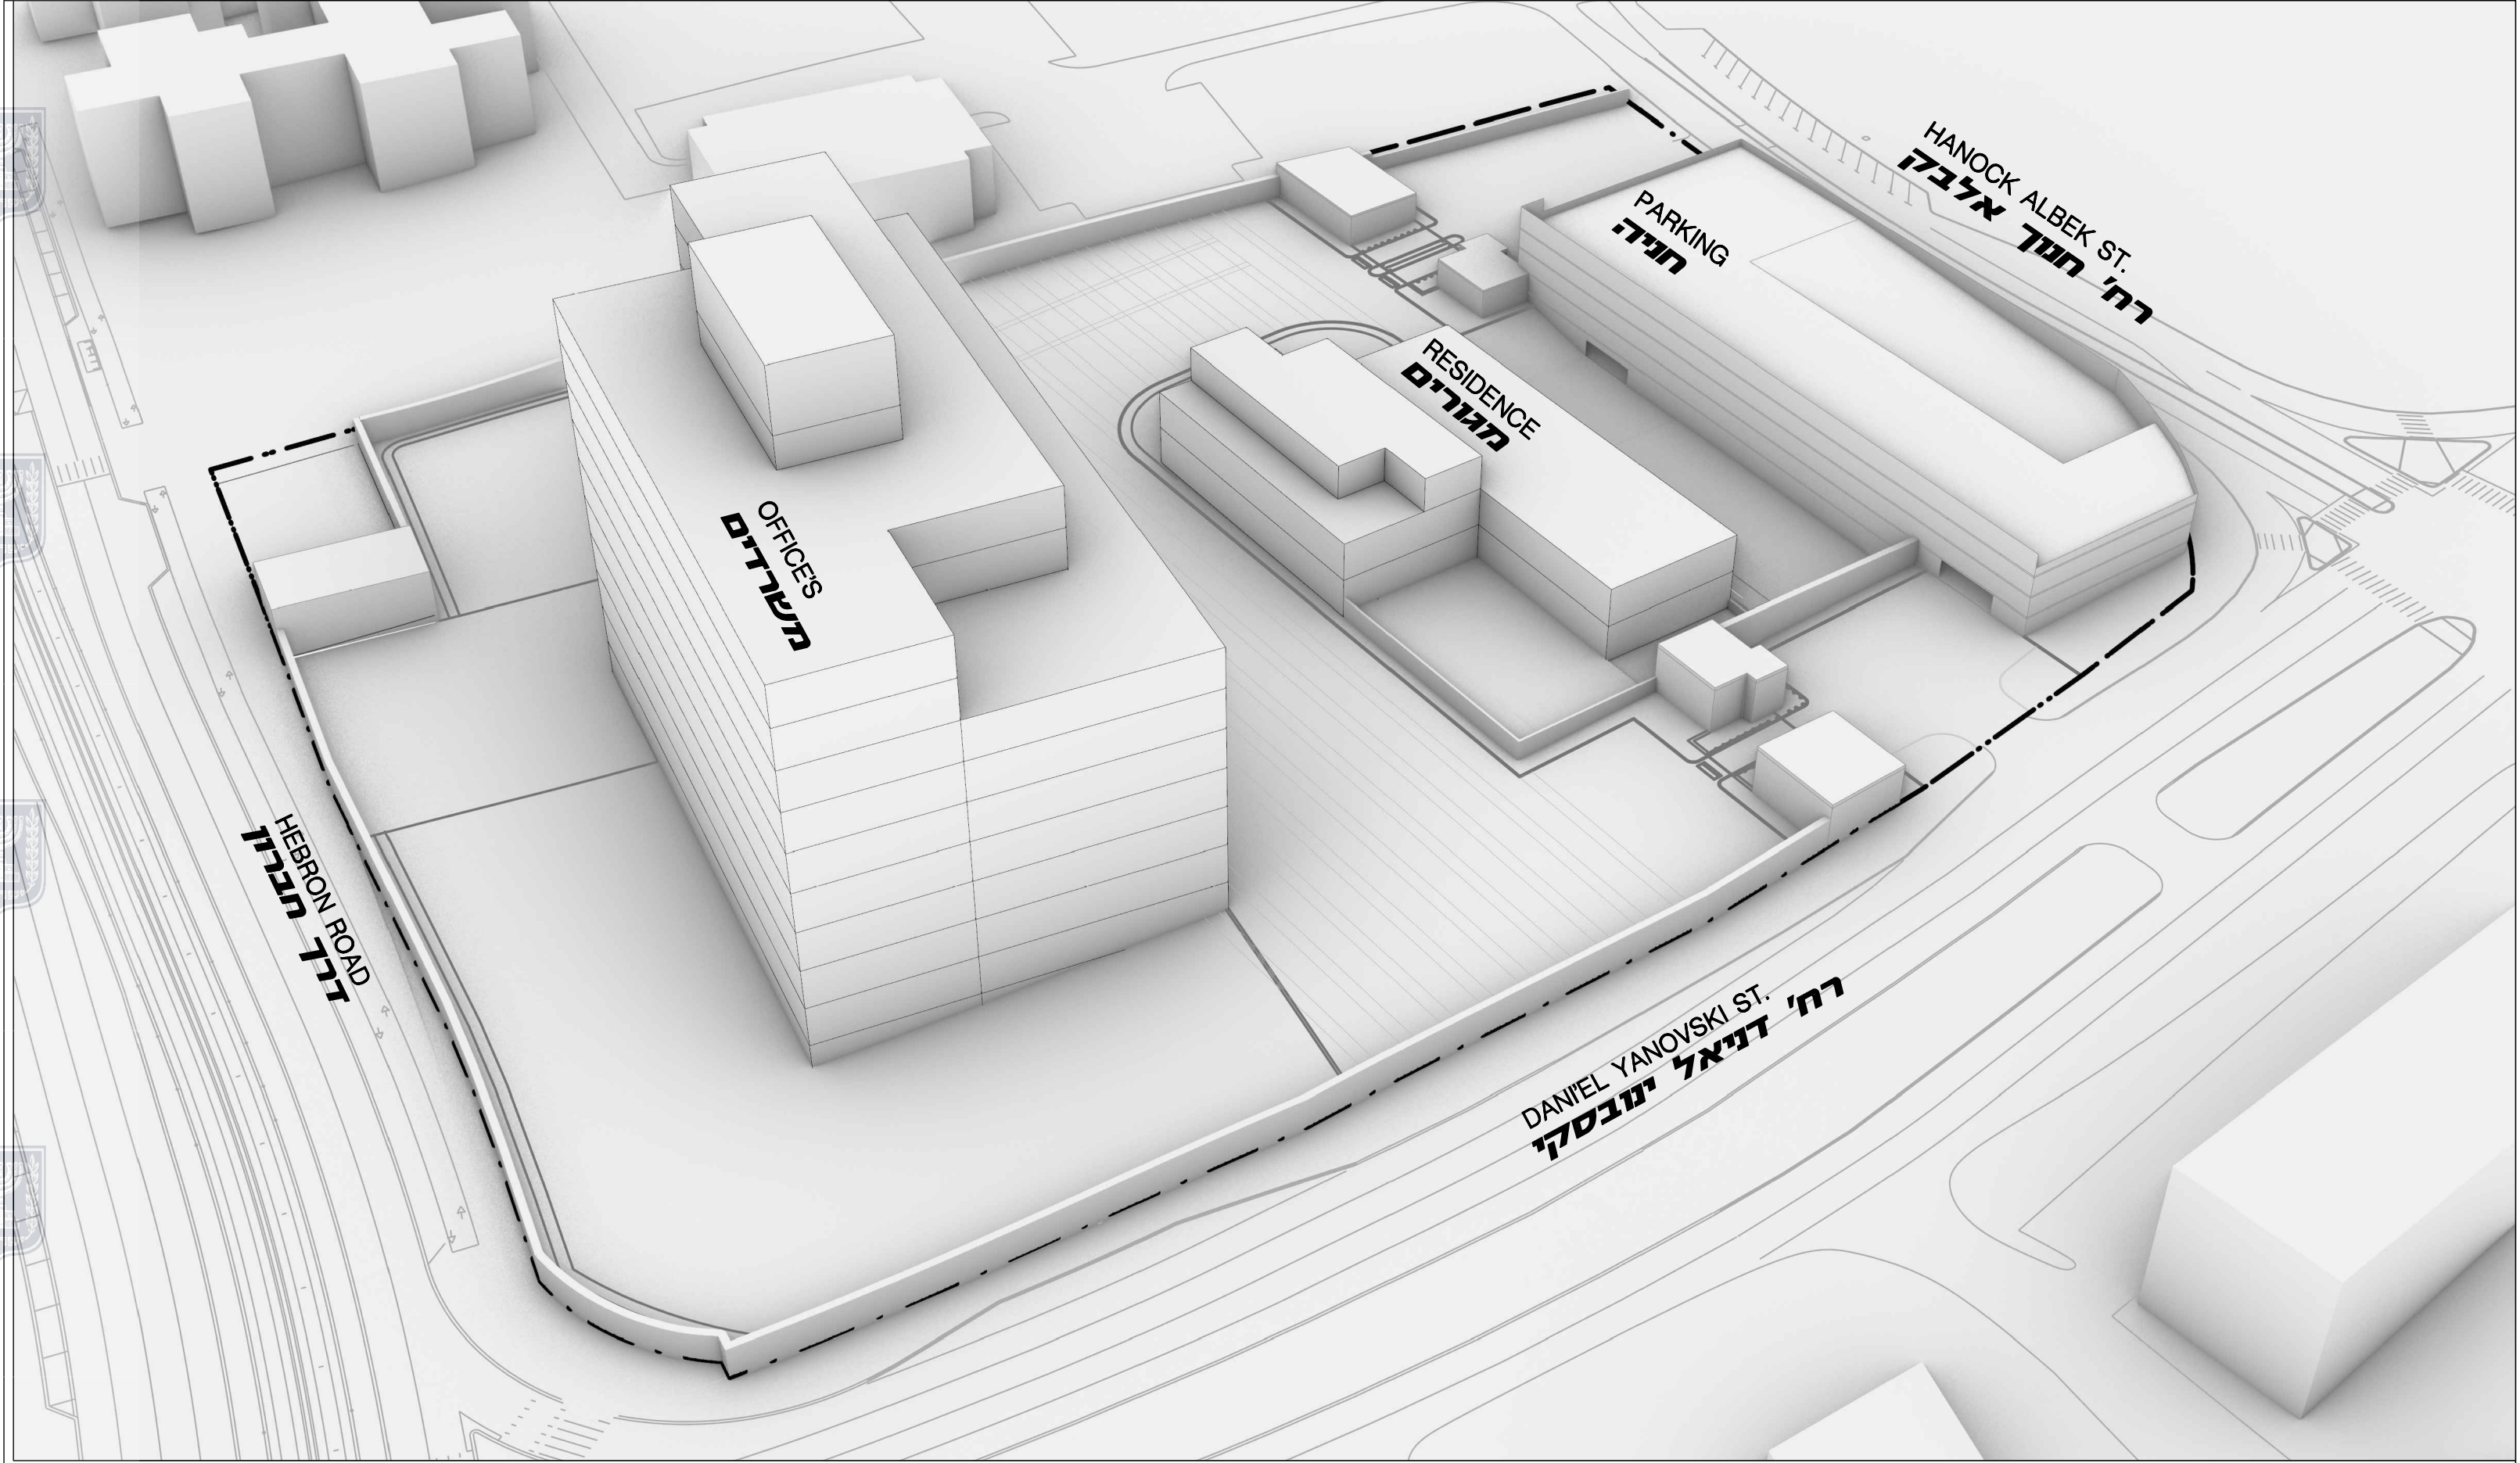 HANOCK ALBEK ST.
רח' חנוך אלבק
PARKING
חניה
RESIDENCE
מגורים
OFFICE'S
משרדים
HEBRON ROAD
דרך חברון
DANI'EL YANOVSKI ST.
רח' דניאל ינובסקי